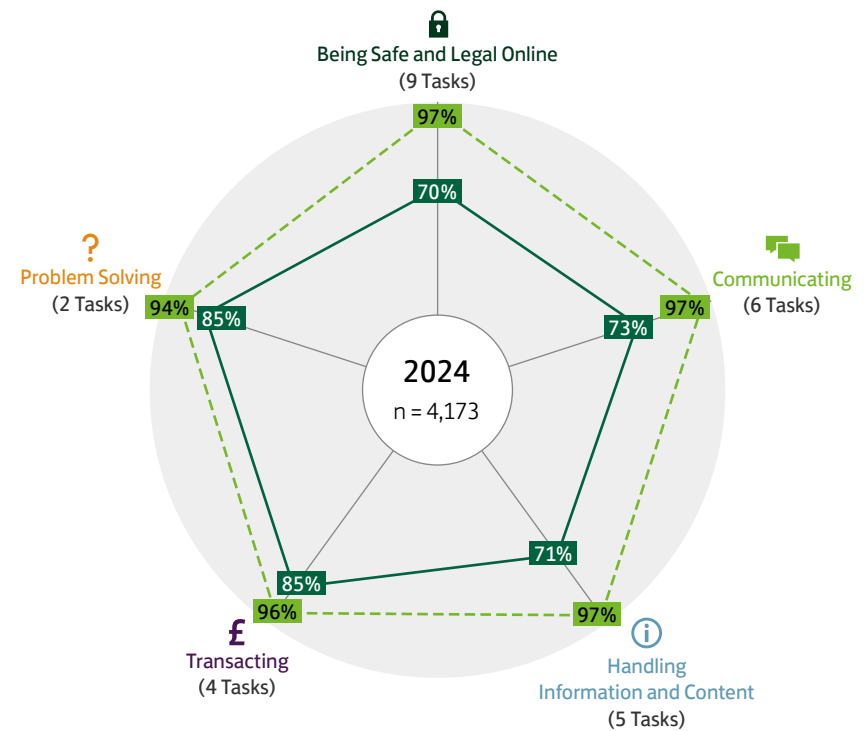 Being Safe and Legal Online
(9 Tasks)
97%
70%
?
Problem Solving
(2 Tasks)
94%
85%
Communicating
(6 Tasks)
97%
73%
2024
n = 4,173
71%
85%
96%
97%
£
Transacting
(4 Tasks)
i
Handling
Information and Content
(5 Tasks)